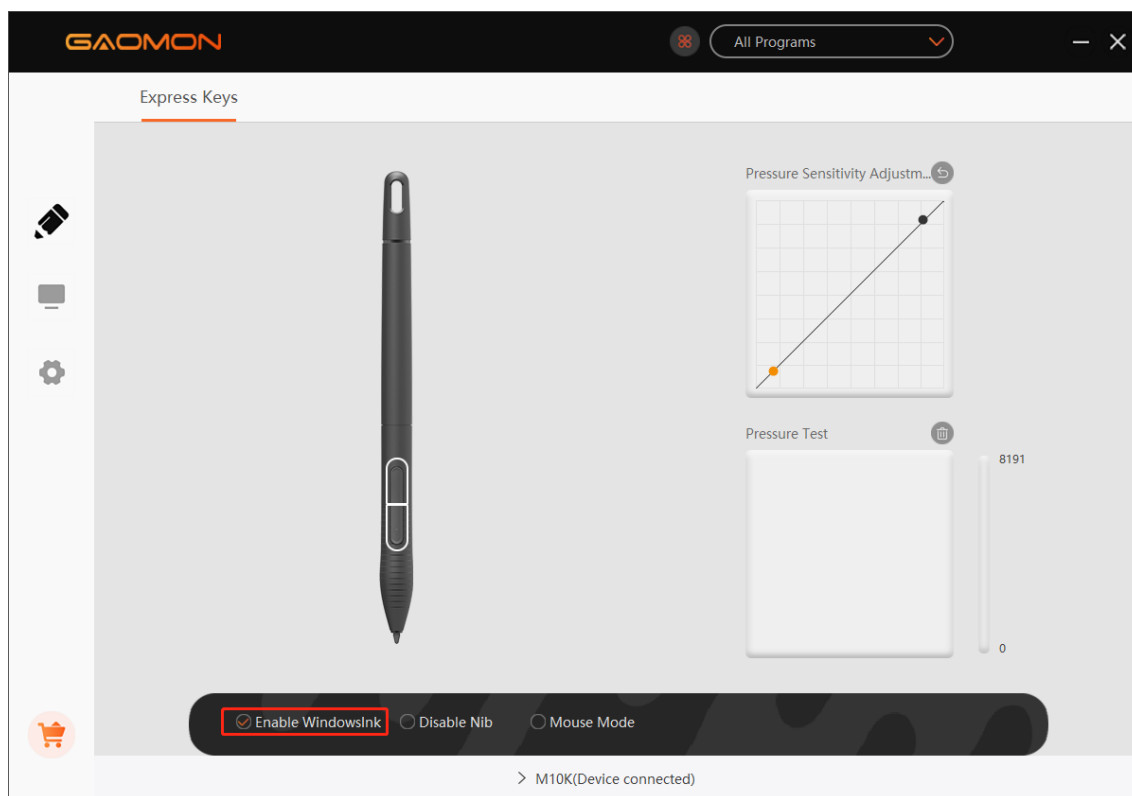 GAOMON
All Programs
Express Keys
Pressure Sensitivity Adjustm...
Pressure Test
8191
0
Enable WindowsInk
Disable Nib
Mouse Mode
M10K(Device connected)